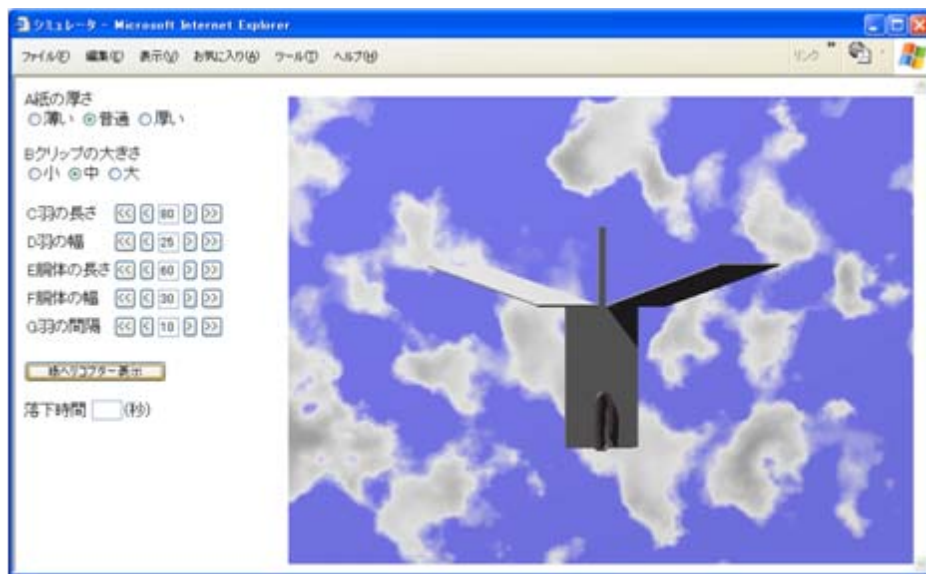 シミュレータ - Microsoft Internet Explorer
ファイル(F) 編集(E) 表示(V) お気に入り(A) ツール(T) ヘルプ(H) リンク »
A紙の厚さ
薄い 普通 厚い
Bクリップの大きさ
小 中 大
C羽の長さ << < 80 > >>
D羽の幅 << < 25 > >>
E胴体の長さ << < 60 > >>
F胴体の幅 << < 30 > >>
G羽の間隔 << < 10 > >>
紙ヘリコプター表示
落下時間 (秒)